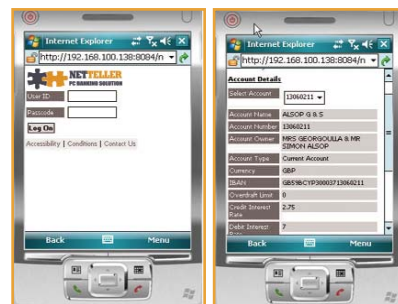 Internet Explorer
http://192.168.100.138:8084/n
NETTELLER
PC BANKING SOLUTION
User ID
Passcode
Log On
Accessibility | Conditions | Contact Us
Back
Menu
Internet Explorer
http://192.168.100.138:8084/n
Account Details
Select Account
13060211
Account Name ALSOP G & S
Account Number 13060211
Account Owner MRS GEORGOULLA & MR
SIMON ALSOP
Account Type Current Account
Currency GBP
IBAN GB59BCYP30003713060211
Overdraft Limit 0
Credit Interest 2.75
Rate
Debit Interest 7
Rate
Back
Menu